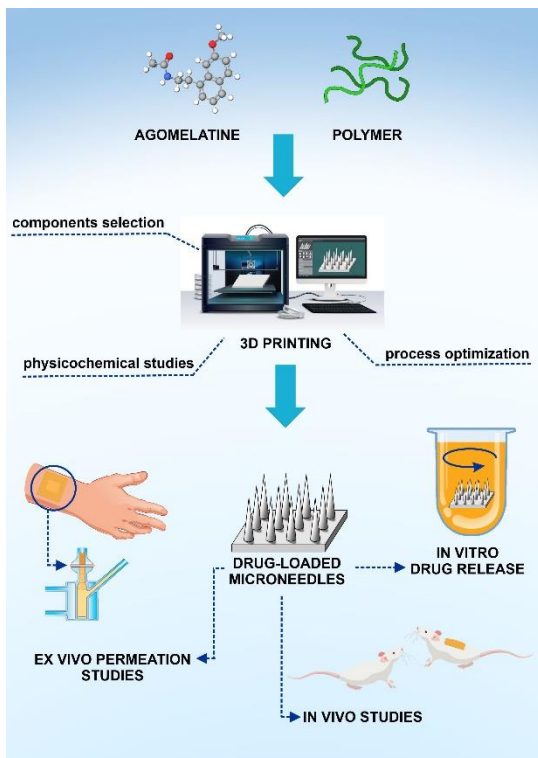 AGOMELATINE
POLYMER
components selection
3D PRINTING
physicochemical studies
process optimization
DRUG-LOADED
MICRONEEDLES
IN VITRO
DRUG RELEASE
EX VIVO PERMEATION
STUDIES
IN VIVO STUDIES